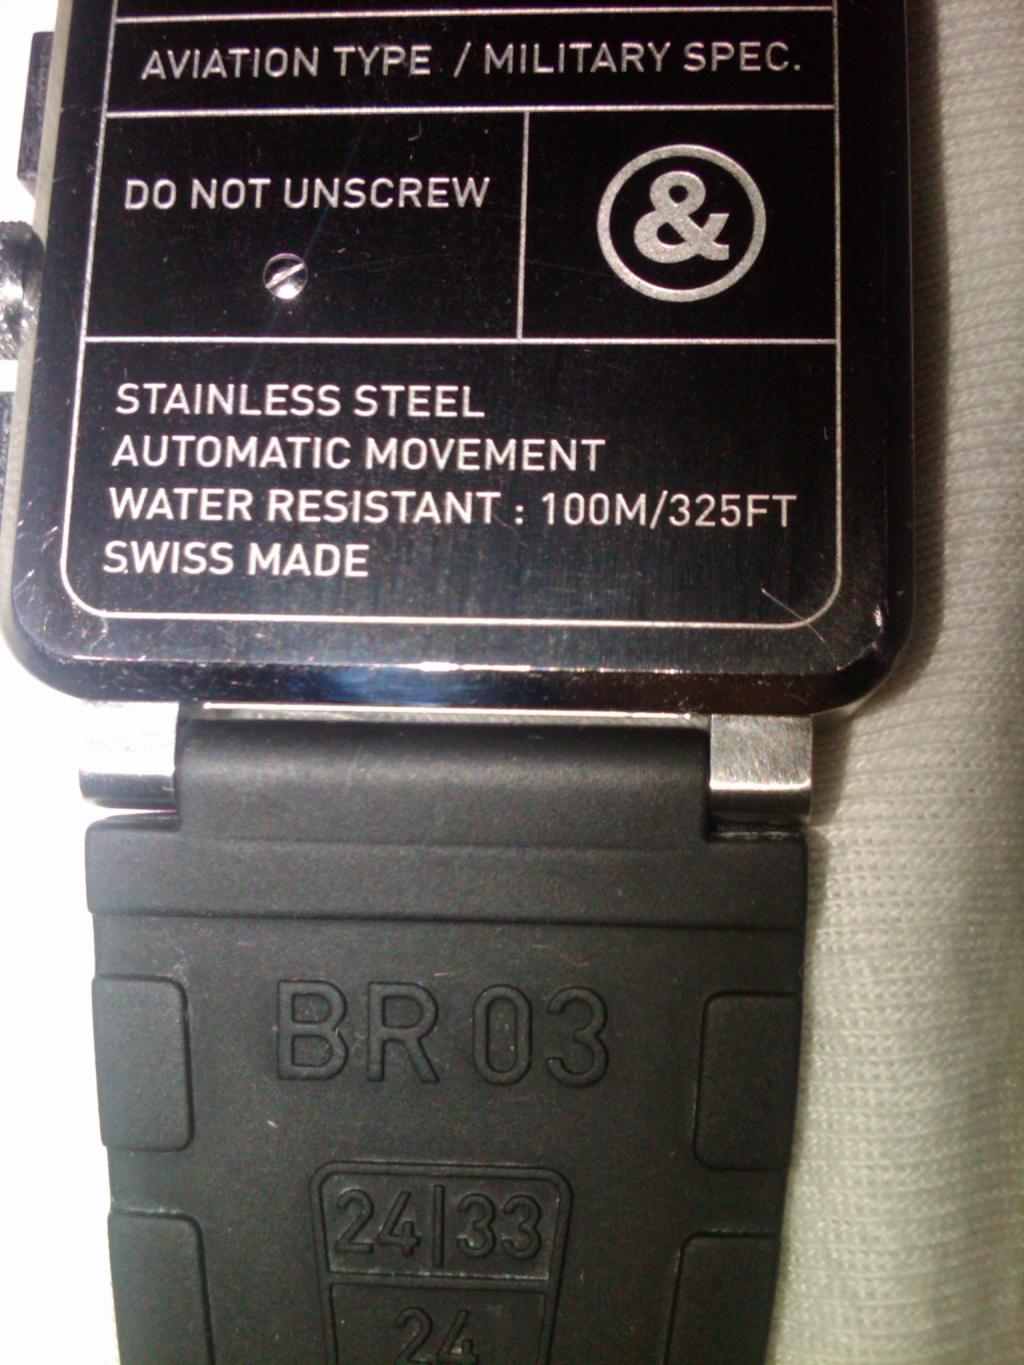 AVIATION TYPE / MILITARY SPEC.
DO NOT UNSCREW
&
STAINLESS STEEL
AUTOMATIC MOVEMENT
WATER RESISTANT : 100M/325FT
SWISS MADE
BR 03
24|33
24